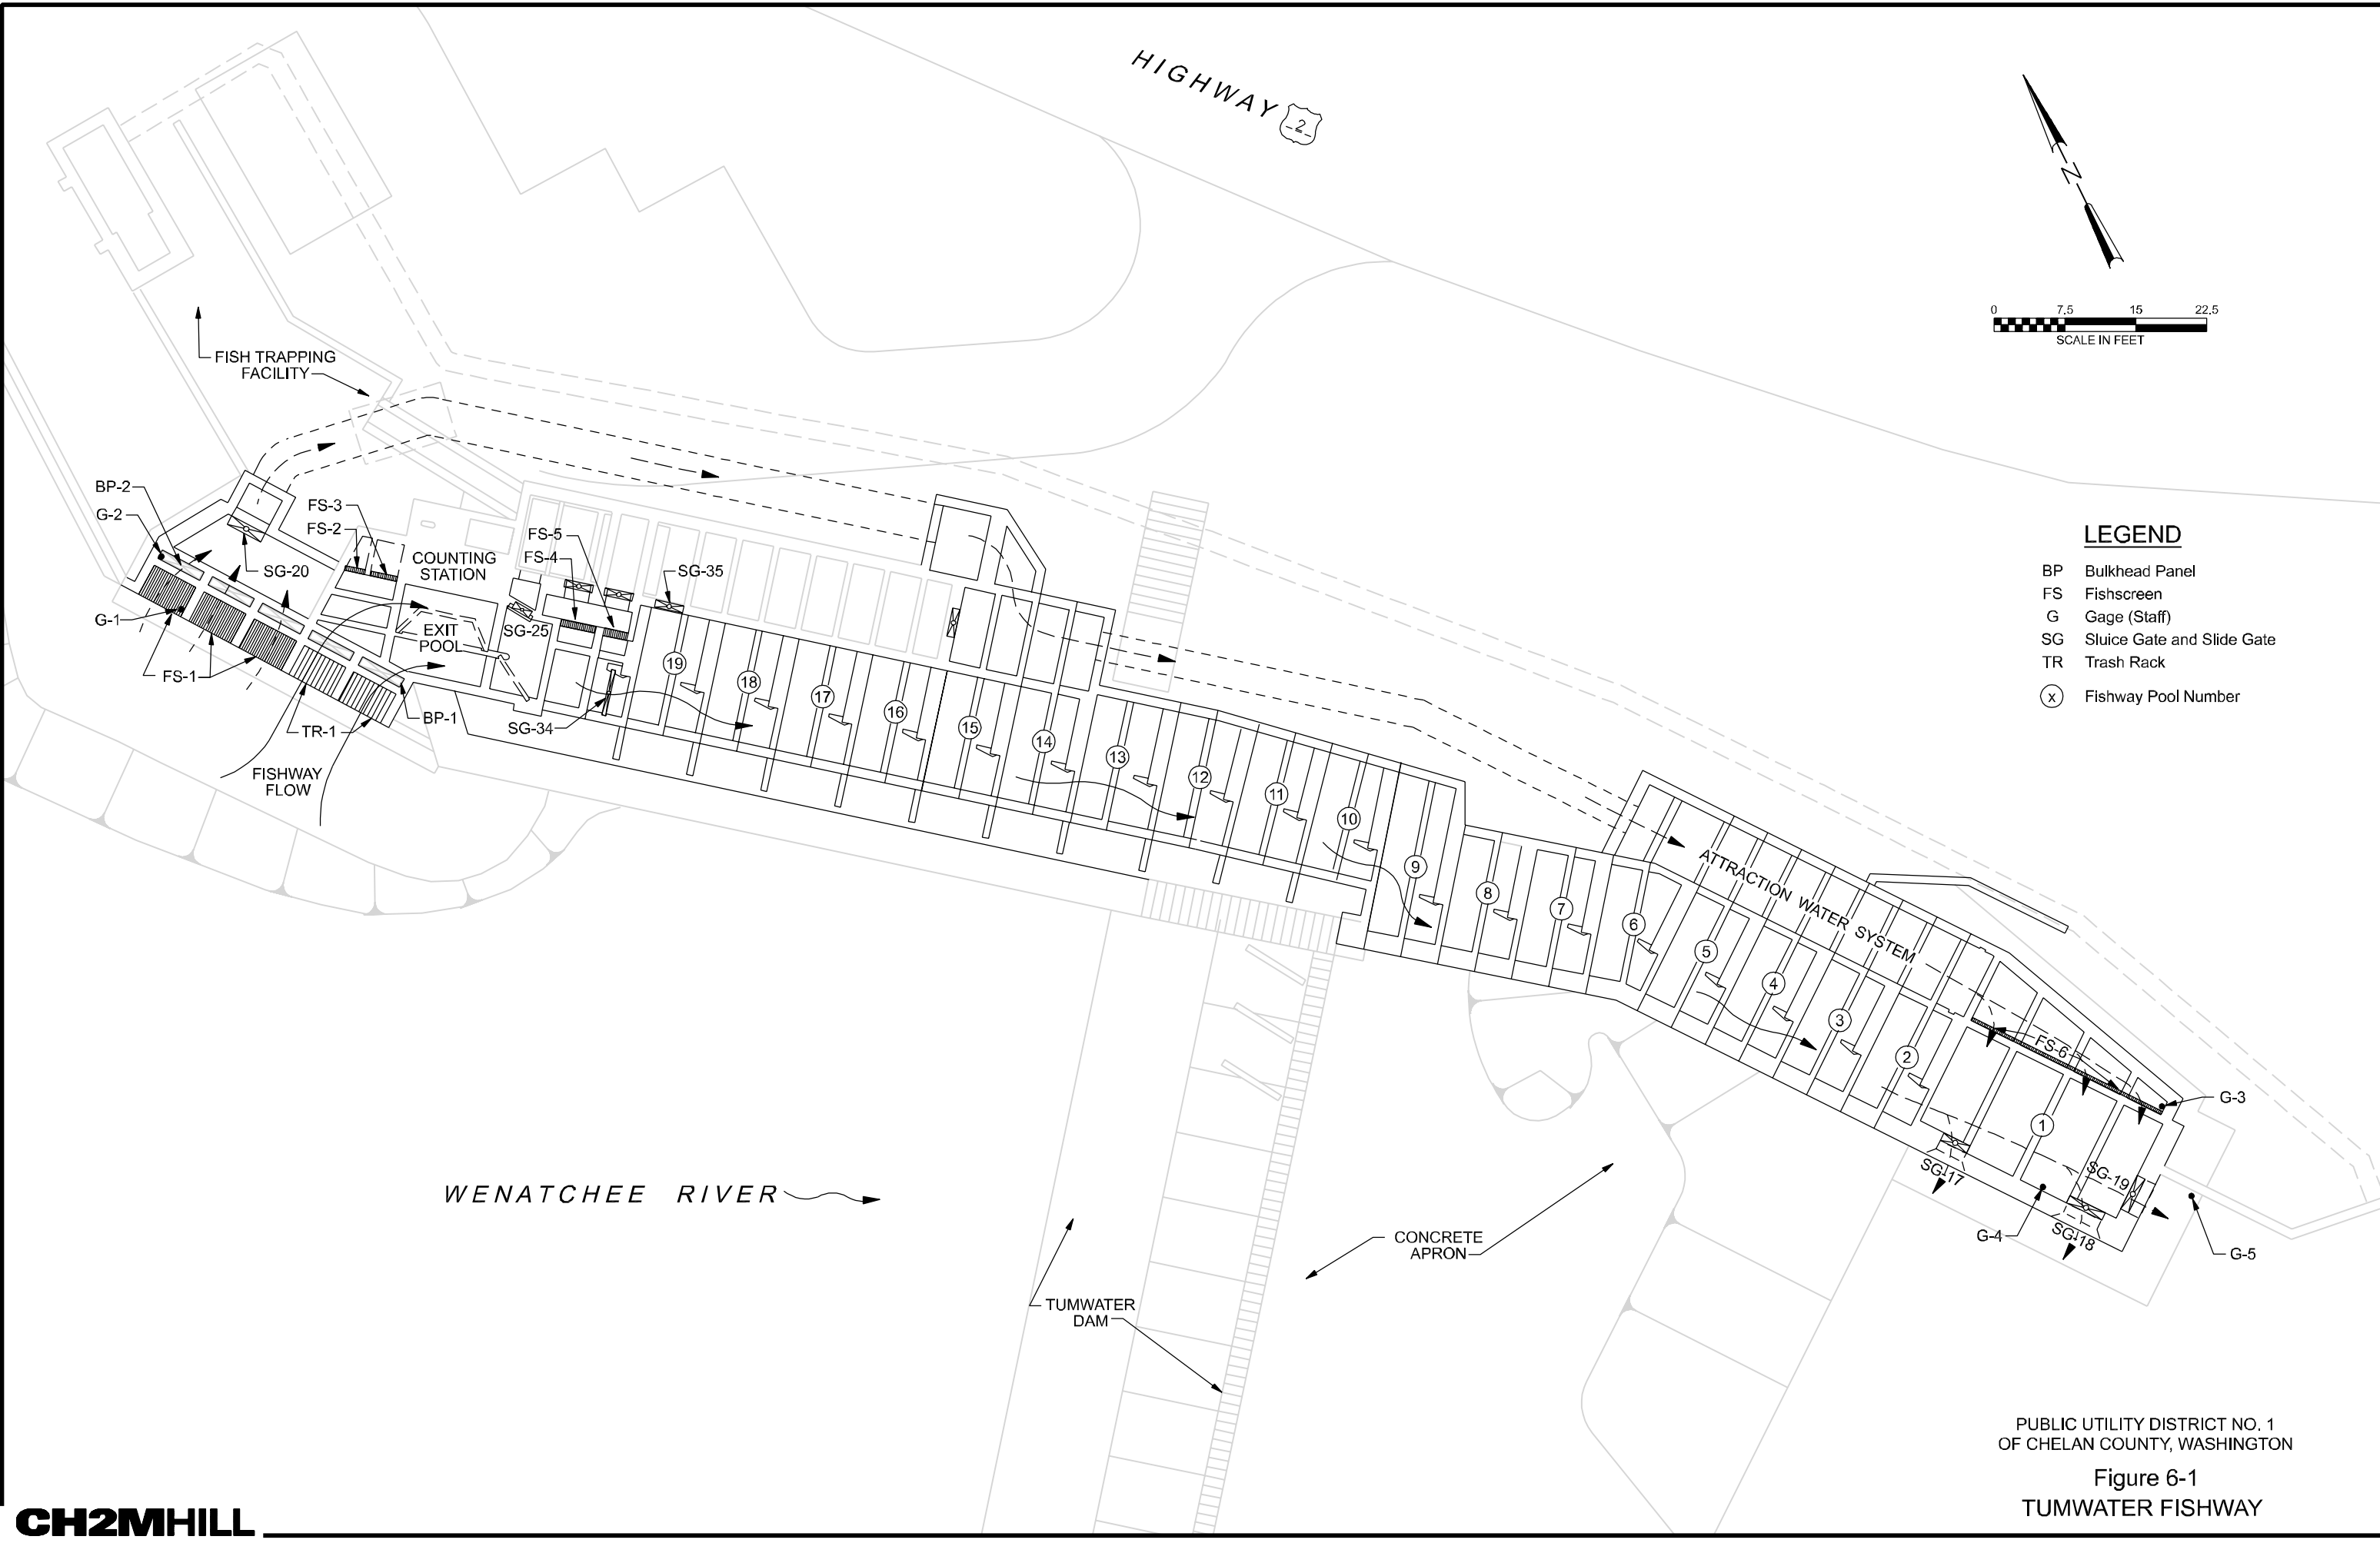 HIGHWAY 2
N
0 7.5 15 22.5
SCALE IN FEET
FISH TRAPPING
FACILITY
BP-2
G-2
FS-3
FS-2
COUNTING
STATION
FS-5
FS-4
SG-35
SG-20
G-1
EXIT
POOL
SG-25
FS-1
TR-1
BP-1
SG-34
FISHWAY
FLOW
19
18
17
16
15
14
13
12
11
10
9
8
7
6
5
4
3
2
1
ATTRACTION WATER SYSTEM
FS-6
G-3
SG-17
SG-19
SG-18
G-4
G-5
LEGEND
BP Bulkhead Panel
FS Fishscreen
G Gage (Staff)
SG Sluice Gate and Slide Gate
TR Trash Rack
x Fishway Pool Number
WENATCHEE RIVER
CONCRETE
APRON
TUMWATER
DAM
PUBLIC UTILITY DISTRICT NO. 1
OF CHELAN COUNTY, WASHINGTON
Figure 6-1
TUMWATER FISHWAY
CH2MHILL